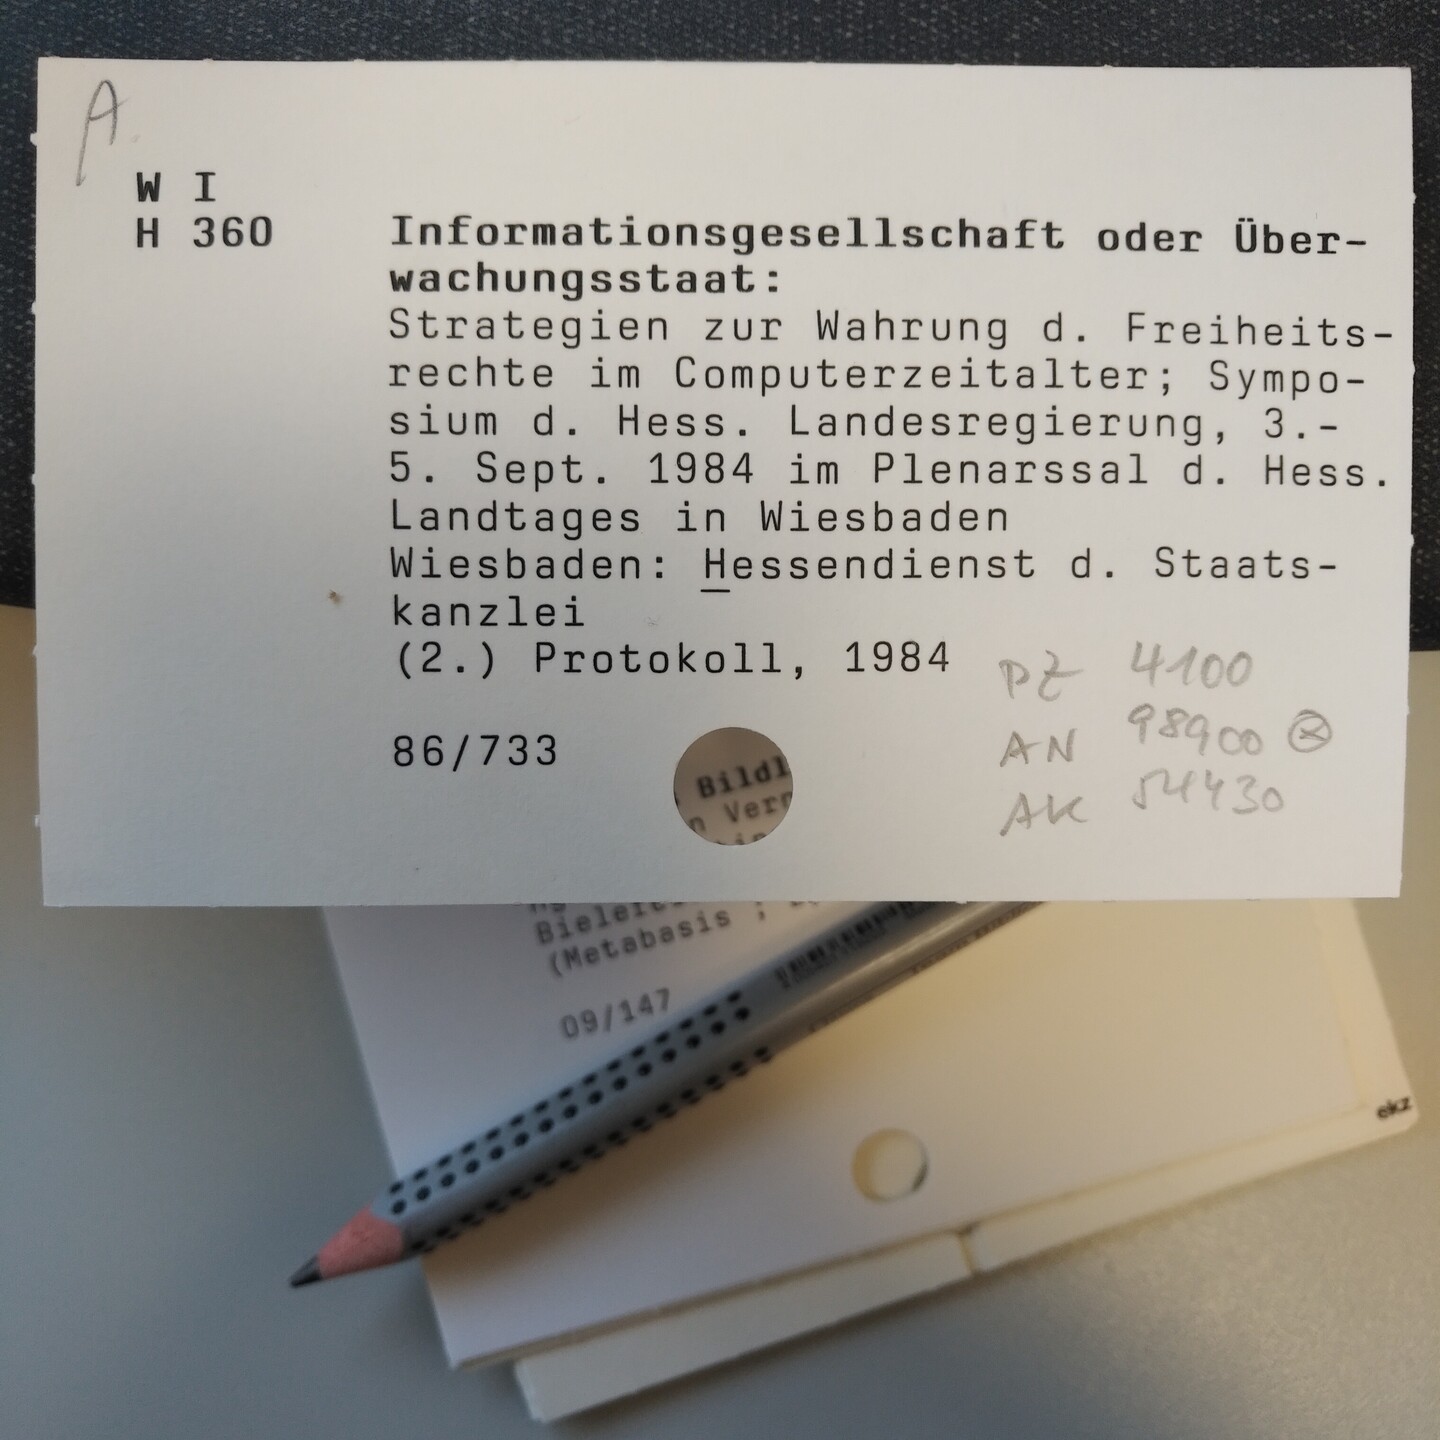 A.
W I
H 360
Informationsgesellschaft oder Über-
wachungsstaat:
Strategien zur Wahrung d. Freiheits-
rechte im Computerzeitalter; Sympo-
sium d. Hess. Landesregierung, 3.-
5. Sept. 1984 im Plenarssal d. Hess.
Landtages in Wiesbaden
Wiesbaden: Hessendienst d. Staats-
kanzlei
(2.) Protokoll, 1984
PZ 4100
AN 98900
AK 54430
86/733
Bildl
Vern
(Metabasis ;
09/147
ekz